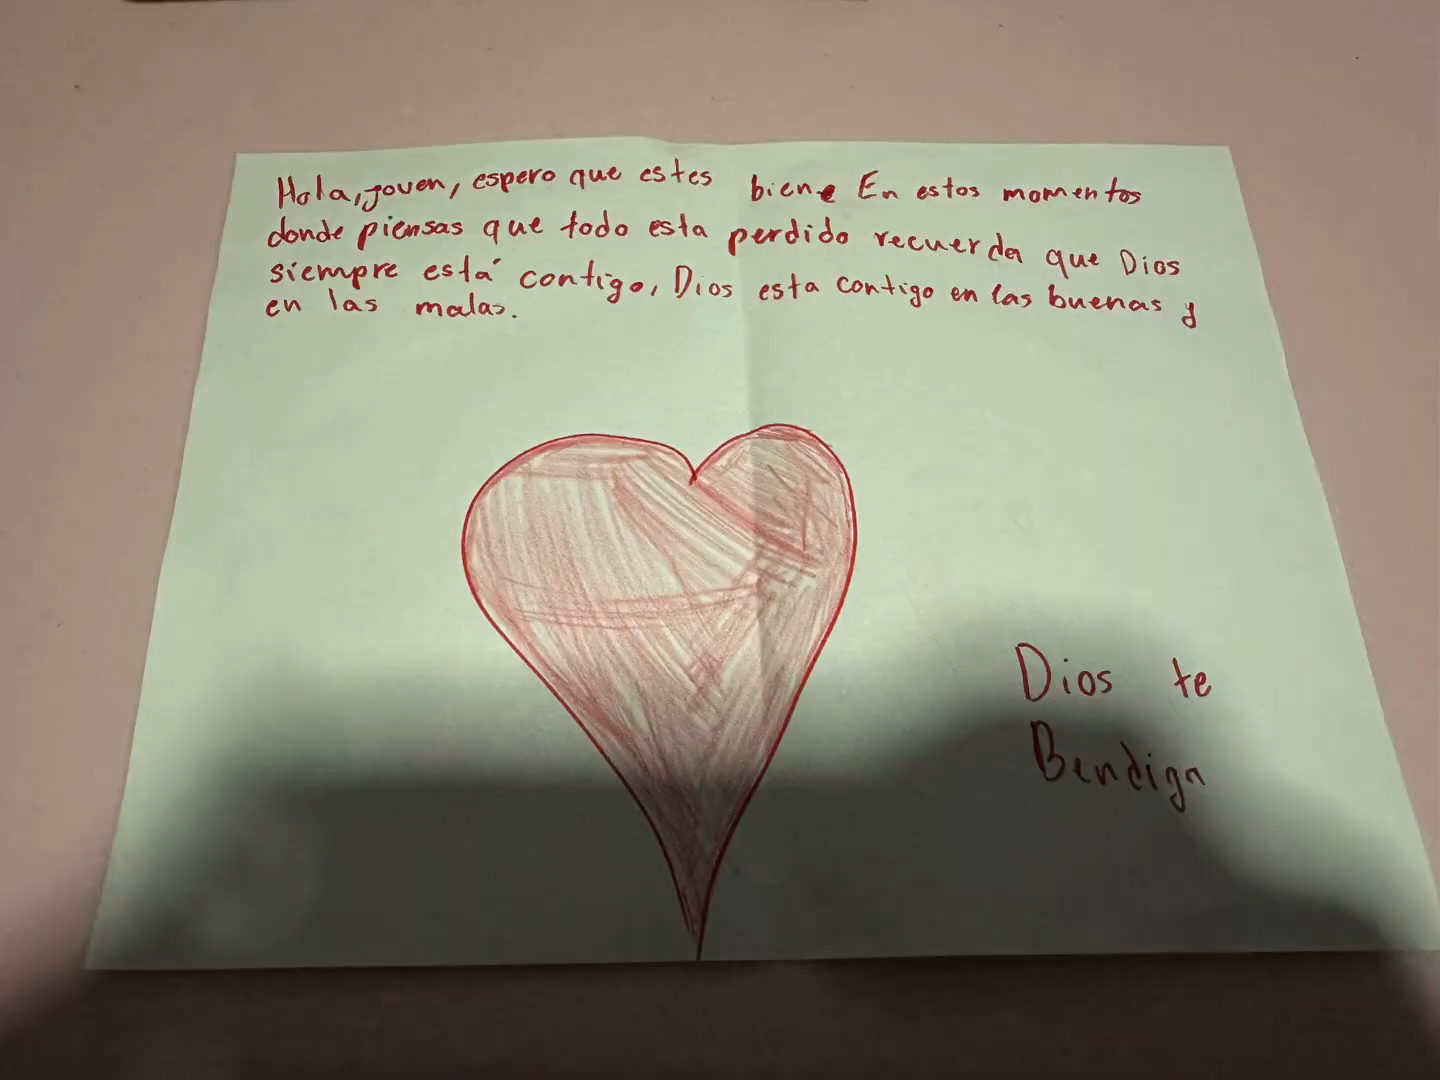 Hola, joven, espero que estes bien. En estos momentos
donde piensas que todo esta perdido recuerda que Dios
siempre está contigo, Dios esta contigo en las buenas y
en las malas.
Dios te
Bendiga